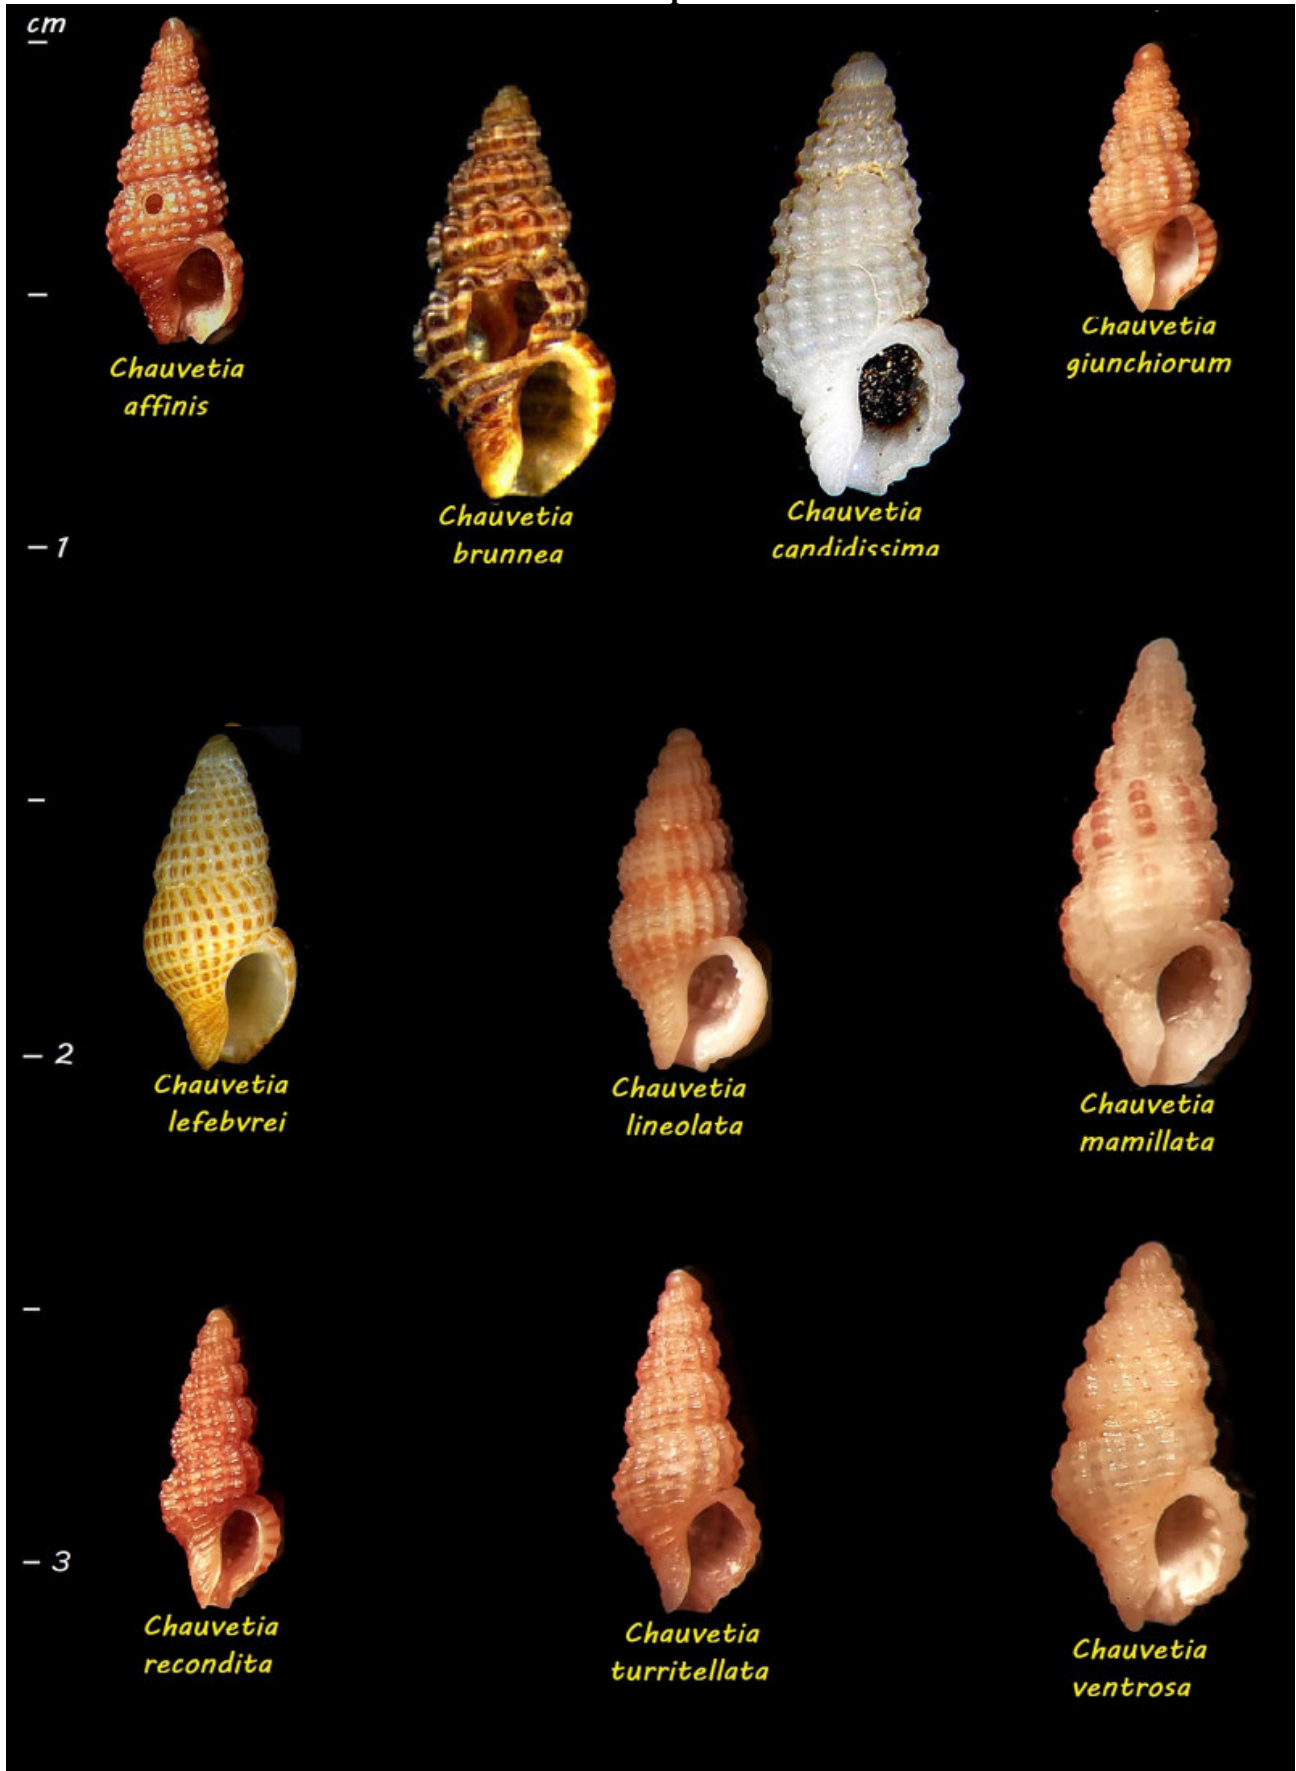 cm
Chauvetia
affinis
Chauvetia
giunchiorum
Chauvetia
brunnea
Chauvetia
candidissima
– 1
Chauvetia
lefebvrei
Chauvetia
lineolata
Chauvetia
mamillata
– 2
Chauvetia
recondita
Chauvetia
turritellata
Chauvetia
ventrosa
– 3